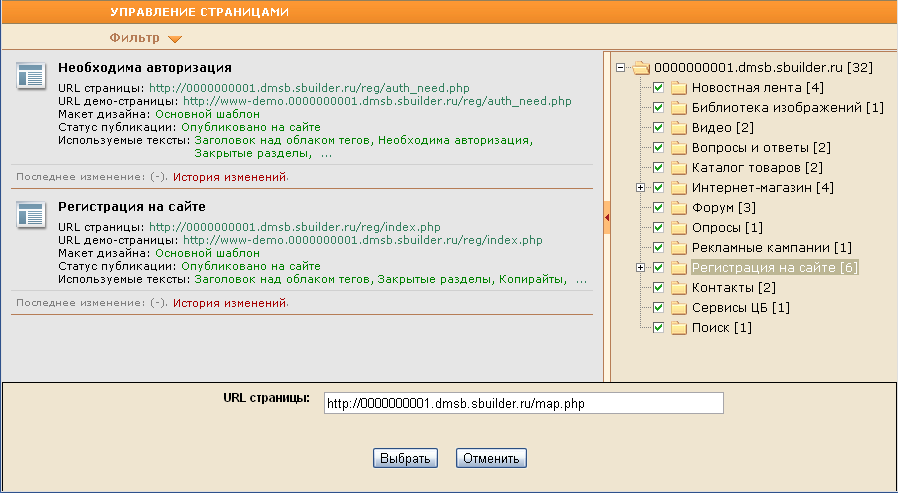 УПРАВЛЕНИЕ СТРАНИЦАМИ
Фильтр
Необходима авторизация
URL страницы: http://0000000001.dmsb.sbuilder.ru/reg/auth_need.php
URL демо-страницы: http://www-demo.0000000001.dmsb.sbuilder.ru/reg/auth_need.php
Макет дизайна: Основной шаблон
Статус публикации: Опубликовано на сайте
Используемые тексты: Заголовок над облаком тегов, Необходима авторизация,
Закрытые разделы, ...
Последнее изменение: (-). История изменений.
Регистрация на сайте
URL страницы: http://0000000001.dmsb.sbuilder.ru/reg/index.php
URL демо-страницы: http://www-demo.0000000001.dmsb.sbuilder.ru/reg/index.php
Макет дизайна: Основной шаблон
Статус публикации: Опубликовано на сайте
Используемые тексты: Заголовок над облаком тегов, Закрытые разделы, Копирайты, ...
Последнее изменение: (-). История изменений.
0000000001.dmsb.sbuilder.ru [32]
Новостная лента [4]
Библиотека изображений [1]
Видео [2]
Вопросы и ответы [2]
Каталог товаров [2]
Интернет-магазин [4]
Форум [3]
Опросы [1]
Рекламные кампании [1]
Регистрация на сайте [6]
Контакты [2]
Сервисы ЦБ [1]
Поиск [1]
URL страницы: http://0000000001.dmsb.sbuilder.ru/map.php
Выбрать Отменить